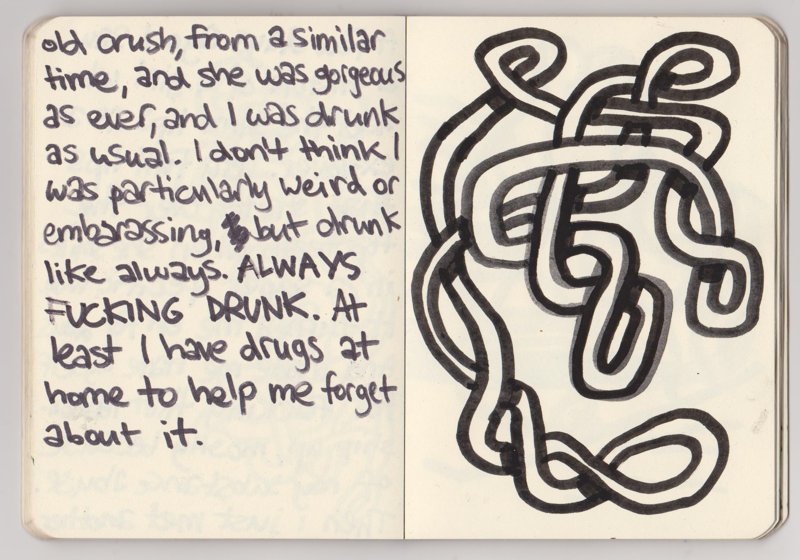 old crush, from a similar
time, and she was gorgeous
as ever, and I was drunk
as usual. I don't think I
was particularly weird or
embarassing, but drunk
like always. ALWAYS
FUCKING DRUNK. At
least I have drugs at
home to help me forget
about it.